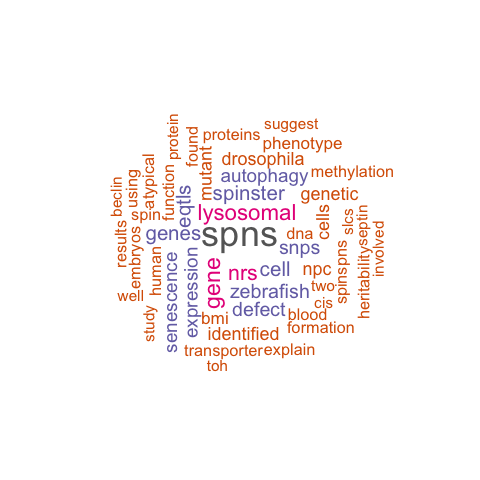 suggest
proteins
phenotype
protein
found
drosophila
mutant
autophagy
methylation
atypical
using
beclin
function
eqtls
spinster
genetic
lysosomal
spin
genes
spns
dna
cells
slcs
septin
snps
results
embryos
human
senescence
expression
gene
nrs
cell
npc
spinspns
heritability
involved
two
zebrafish
cis
well
study
bmi
defect
blood
identified
formation
transporter
explain
toh